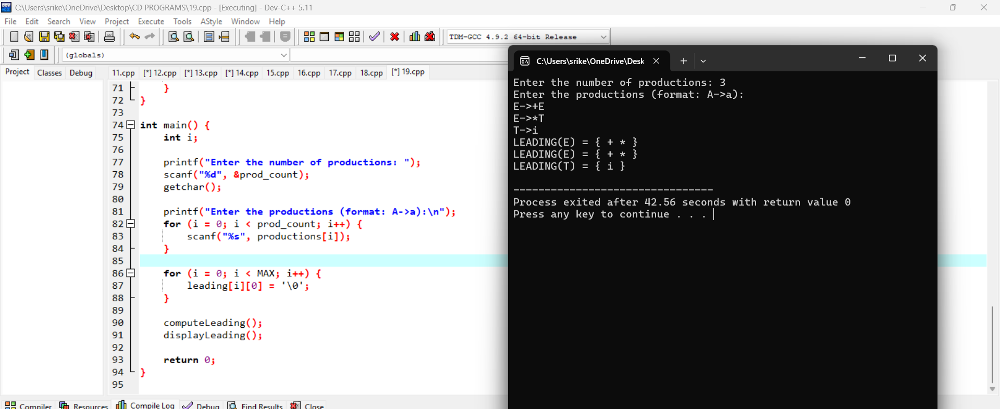 C:\Users\srike\OneDrive\Desktop\CD PROGRAMS\19.cpp - [Executing] - Dev-C++ 5.11
File Edit Search View Project Execute Tools AStyle Window Help
TDM-GCC 4.9.2 64-bit Release
(globals)
Project Classes Debug
11.cpp [*] 12.cpp [*] 13.cpp [*] 14.cpp 15.cpp 16.cpp 17.cpp 18.cpp [*] 19.cpp
71 }
72 }
73
74 int main() {
75 int i;
76
77 printf("Enter the number of productions: ");
78 scanf("%d", &prod_count);
79 getchar();
80
81 printf("Enter the productions (format: A->a):\n");
82 for (i = 0; i < prod_count; i++) {
83 scanf("%s", productions[i]);
84 }
85
86 for (i = 0; i < MAX; i++) {
87 leading[i][0] = '\0';
88 }
89
90 computeLeading();
91 displayLeading();
92
93 return 0;
94 }
95
C:\Users\srike\OneDrive\Desk
Enter the number of productions: 3
Enter the productions (format: A->a):
E->+E
E->*T
T->i
LEADING(E) = { + * }
LEADING(E) = { + * }
LEADING(T) = { i }
--------------------------------
Process exited after 42.56 seconds with return value 0
Press any key to continue . . .
Compiler Resources Compile Log Debug Find Results Close